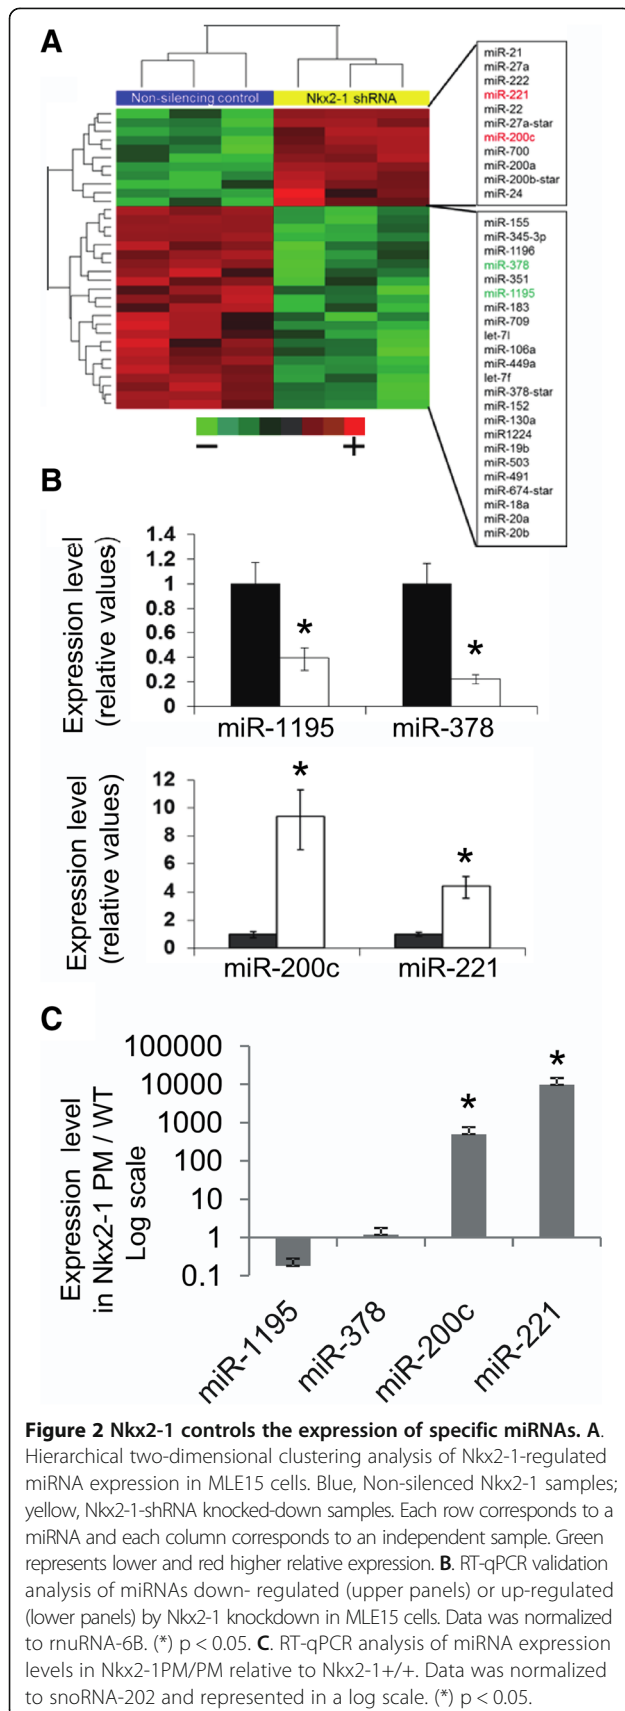 A
Non-silencing control
Nkx2-1 shRNA
miR-21
miR-27a
miR-222
miR-221
miR-22
miR-27a-star
miR-200c
miR-700
miR-200a
miR-200b-star
miR-24
miR-155
miR-345-3p
miR-1196
miR-378
miR-351
miR-1195
miR-183
miR-709
let-7l
miR-106a
miR-449a
let-7f
miR-378-star
miR-152
miR-130a
miR1224
miR-19b
miR-503
miR-491
miR-674-star
miR-18a
miR-20a
miR-20b
− +
B
Expression level
(relative values)
1.4
1.2
1
0.8
0.6
0.4
0.2
0
*
*
miR-1195
miR-378
Expression level
(relative values)
12
10
8
6
4
2
0
*
*
miR-200c
miR-221
C
Expression level
in Nkx2-1 PM / WT
Log scale
100000
10000
1000
100
10
1
0.1
*
*
miR-1195
miR-378
miR-200c
miR-221
Figure 2 Nkx2-1 controls the expression of specific miRNAs. A.
Hierarchical two-dimensional clustering analysis of Nkx2-1-regulated
miRNA expression in MLE15 cells. Blue, Non-silenced Nkx2-1 samples;
yellow, Nkx2-1-shRNA knocked-down samples. Each row corresponds to a
miRNA and each column corresponds to an independent sample. Green
represents lower and red higher relative expression. B. RT-qPCR validation
analysis of miRNAs down- regulated (upper panels) or up-regulated
(lower panels) by Nkx2-1 knockdown in MLE15 cells. Data was normalized
to rnuRNA-6B. (*) p < 0.05. C. RT-qPCR analysis of miRNA expression
levels in Nkx2-1PM/PM relative to Nkx2-1+/+. Data was normalized
to snoRNA-202 and represented in a log scale. (*) p < 0.05.